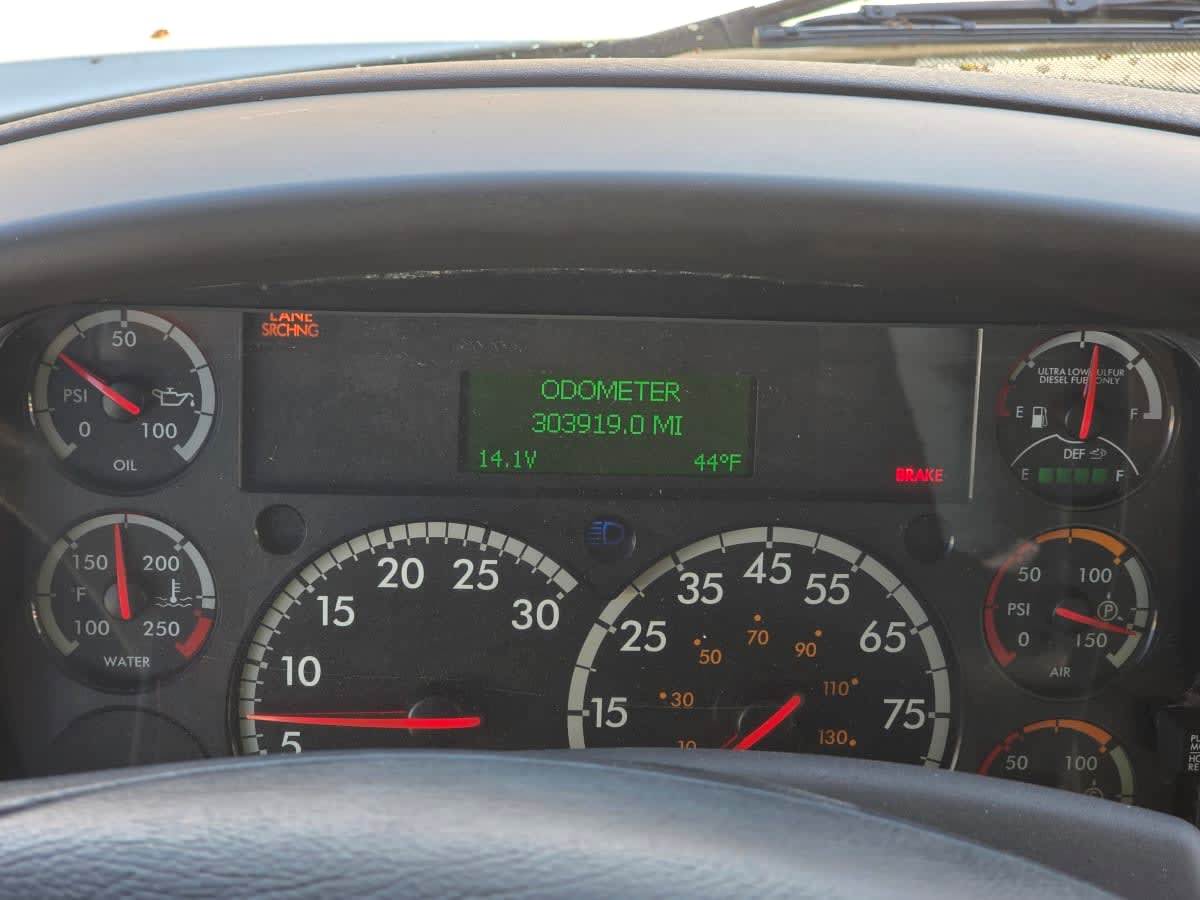 LANE
SRCHNG
50
PSI
0
100
OIL
ODOMETER
303919.0 MI
14.1V
44°F
BRAKE
ULTRA LOW SULFUR
DIESEL FUEL ONLY
E
F
DEF
E
F
150
200
F
100
250
WATER
5
10
15
20
25
30
15
25
35
45
55
65
75
10
30
50
70
90
110
130
50
100
PSI
P
0
150
AIR
50
100